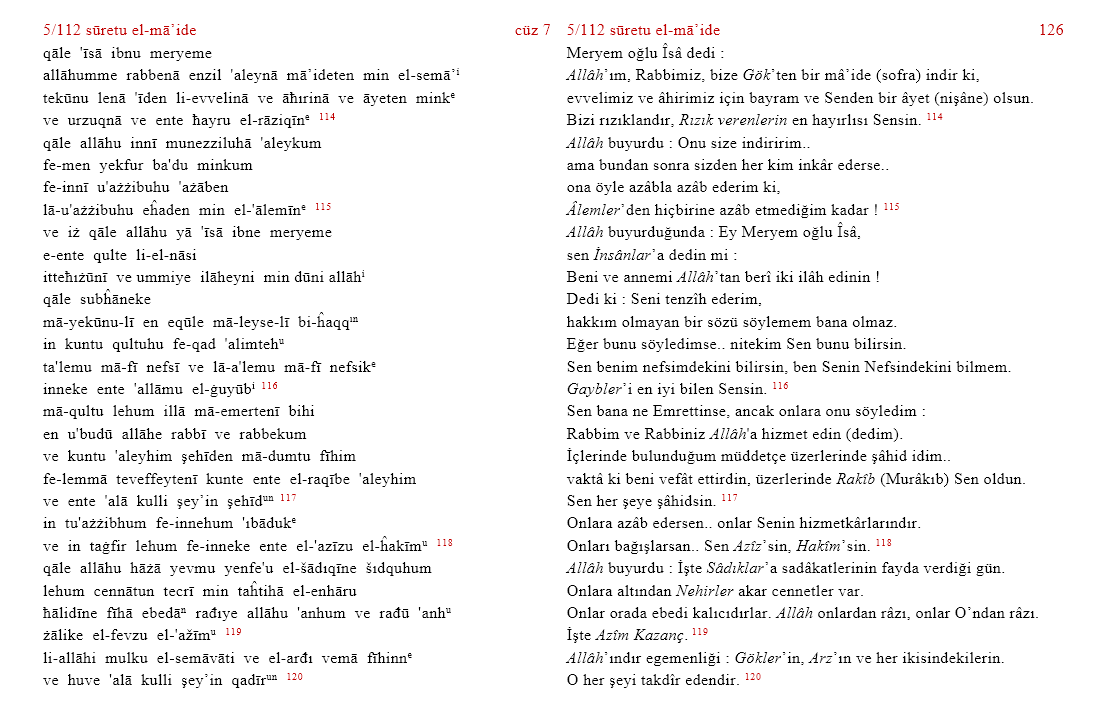 5/112 sūretu el-mā’ide
cüz 7
qāle 'īsā ibnu meryeme
allāhumme rabbenā enzil 'aleynā mā’ideten min el-semā’ⁱ
tekūnu lenā 'īden li-evvelinā ve āħırinā ve āyeten minkᵉ
ve urzuqnā ve ente ħayru el-rāziqīnᵉ 114
qāle allāhu innī munezziluhā 'aleykum
fe-men yekfur ba'du minkum
fe-innī u'ażżibuhu 'ażāben
lā-u'ażżibuhu eĥaden min el-'ālemīnᵉ 115
ve iż qāle allāhu yā 'īsā ibne meryeme
e-ente qulte li-el-nāsi
itteħıżūnī ve ummiye ilāheyni min dūni allāhⁱ
qāle subĥāneke
mā-yekūnu-lī en eqūle mā-leyse-lī bi-ĥaqqᶦⁿ
in kuntu qultuhu fe-qad 'alimtehᵘ
ta'lemu mā-fī nefsī ve lā-a'lemu mā-fī nefsikᵉ
inneke ente 'allāmu el-ġuyūbⁱ 116
mā-qultu lehum illā mā-emertenī bihi
en u'budū allāhe rabbī ve rabbekum
ve kuntu 'aleyhim şehīden mā-dumtu fīhim
fe-lemmā teveffeytenī kunte ente el-raqībe 'aleyhim
ve ente 'alā kulli şey’in şehīdᵘⁿ 117
in tu'ażżibhum fe-innehum 'ıbādukᵉ
ve in taġfir lehum fe-inneke ente el-'azīzu el-ĥakīmᵘ 118
qāle allāhu hāżā yevmu yenfe'u el-šādıqīne šıdquhum
lehum cennātun tecrī min taĥtihā el-enhāru
ħālidīne fīhā ebedāⁿ rađıye allāhu 'anhum ve rađū 'anhᵘ
żālike el-fevzu el-'ažīmᵘ 119
li-allāhi mulku el-semāvāti ve el-arđı vemā fīhinnᵉ
ve huve 'alā kulli şey’in qadīrᵘⁿ 120
5/112 sūretu el-mā’ide
126
Meryem oğlu Îsâ dedi :
Allâh’ım, Rabbimiz, bize Gök’ten bir mâ’ide (sofra) indir ki,
evvelimiz ve âhirimiz için bayram ve Senden bir âyet (nişâne) olsun.
Bizi rızıklandır, Rızık verenlerin en hayırlısı Sensin. 114
Allâh buyurdu : Onu size indiririm..
ama bundan sonra sizden her kim inkâr ederse..
ona öyle azâbla azâb ederim ki,
Âlemler’den hiçbirine azâb etmediğim kadar ! 115
Allâh buyurduğunda : Ey Meryem oğlu Îsâ,
sen İnsânlar’a dedin mi :
Beni ve annemi Allâh’tan berî iki ilâh edinin !
Dedi ki : Seni tenzîh ederim,
hakkım olmayan bir sözü söylemem bana olmaz.
Eğer bunu söyledimse.. nitekim Sen bunu bilirsin.
Sen benim nefsimdekini bilirsin, ben Senin Nefsindekini bilmem.
Gaybler’i en iyi bilen Sensin. 116
Sen bana ne Emrettinse, ancak onlara onu söyledim :
Rabbim ve Rabbiniz Allâh'a hizmet edin (dedim).
İçlerinde bulunduğum müddetçe üzerlerinde şâhid idim..
vaktâ ki beni vefât ettirdin, üzerlerinde Rakîb (Murâkıb) Sen oldun.
Sen her şeye şâhidsin. 117
Onlara azâb edersen.. onlar Senin hizmetkârlarındır.
Onları bağışlarsan.. Sen Azîz’sin, Hakîm’sin. 118
Allâh buyurdu : İşte Sâdıklar’a sadâkatlerinin fayda verdiği gün.
Onlara altından Nehirler akar cennetler var.
Onlar orada ebedi kalıcıdırlar. Allâh onlardan râzı, onlar O’ndan râzı.
İşte Azîm Kazanç. 119
Allâh’ındır egemenliği : Gökler’in, Arz’ın ve her ikisindekilerin.
O her şeyi takdîr edendir. 120